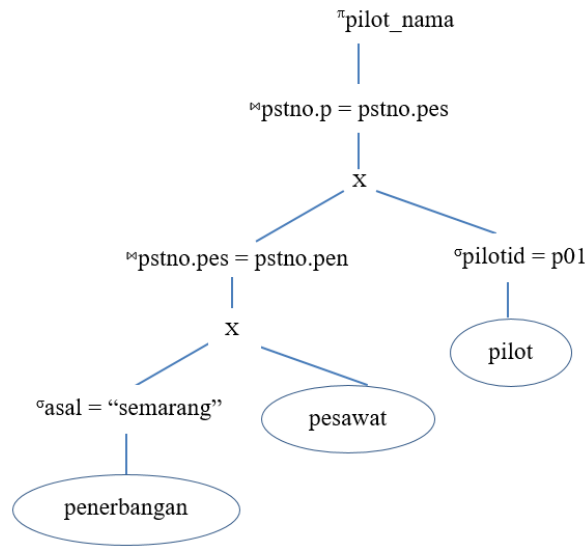 πpilot_nama
⋈pstno.p = pstno.pes
X
⋈pstno.pes = pstno.pen
σpilotid = p01
X
pilot
σasal = “semarang”
pesawat
penerbangan